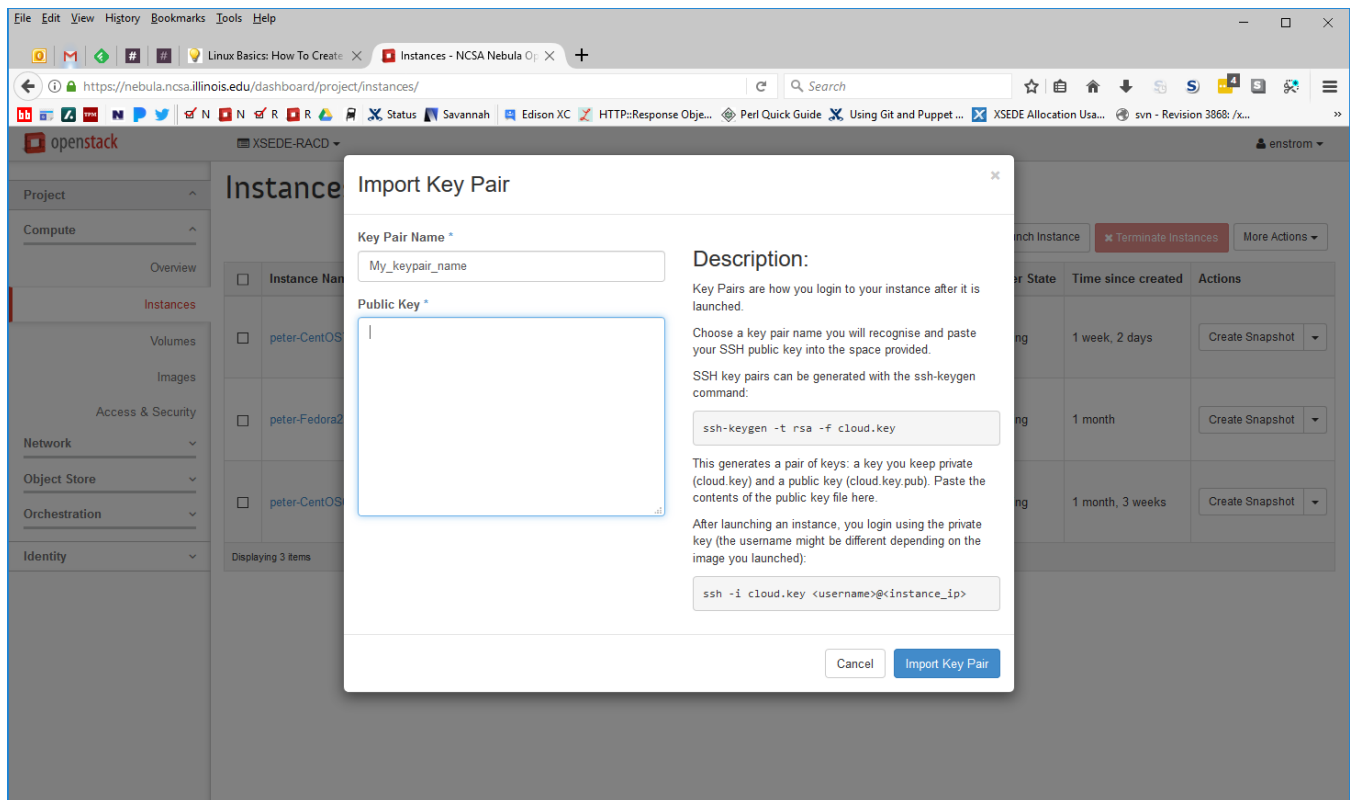 File Edit View History Bookmarks Tools Help
Linux Basics: How To Create
Instances - NCSA Nebula Op
https://nebula.ncsa.illinois.edu/dashboard/project/instances/
Search
4
N N R R Status Savannah Edison XC HTTP::Response Obje... Perl Quick Guide Using Git and Puppet ... XSEDE Allocation Usa... svn - Revision 3868: /x... »
openstack
XSEDE-RACD
enstrom
Project
Compute
Overview
Instances
Volumes
Images
Access & Security
Network
Object Store
Orchestration
Identity
Instance
nch Instance
Terminate Instances
More Actions
Instance Nan
er State
Time since created
Actions
peter-CentOS
ng
1 week, 2 days
Create Snapshot
peter-Fedora2
ng
1 month
Create Snapshot
peter-CentOS
ng
1 month, 3 weeks
Create Snapshot
Displaying 3 items
Import Key Pair
×
Key Pair Name *
My_keypair_name
Public Key *
Description:
Key Pairs are how you login to your instance after it is
launched.
Choose a key pair name you will recognise and paste
your SSH public key into the space provided.
SSH key pairs can be generated with the ssh-keygen
command:
ssh-keygen -t rsa -f cloud.key
This generates a pair of keys: a key you keep private
(cloud.key) and a public key (cloud.key.pub). Paste the
contents of the public key file here.
After launching an instance, you login using the private
key (the username might be different depending on the
image you launched):
ssh -i cloud.key <username>@<instance_ip>
Cancel
Import Key Pair